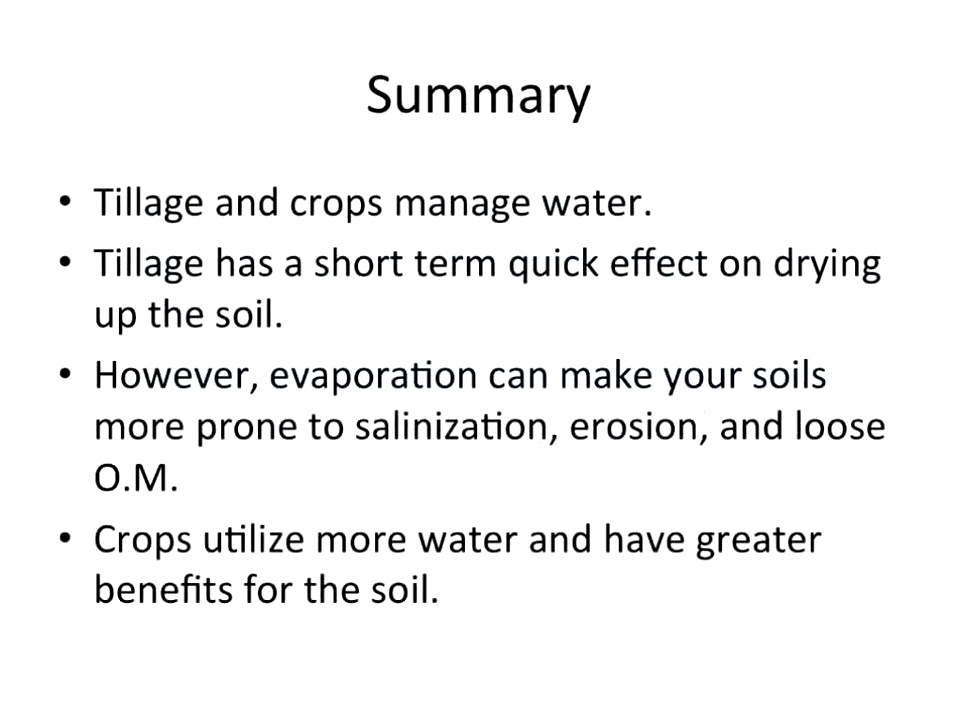 Summary
• Tillage and crops manage water.
• Tillage has a short term quick effect on drying
up the soil.
• However, evaporation can make your soils
more prone to salinization, erosion, and loose
O.M.
• Crops utilize more water and have greater
benefits for the soil.